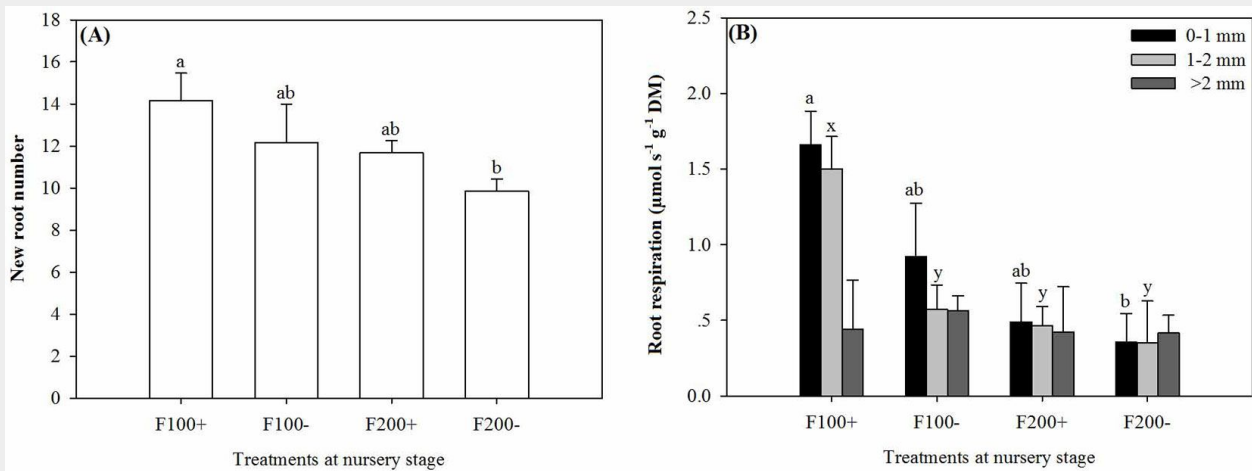 (A)
New root number
18
16
14
12
10
8
6
4
2
0
a
ab
ab
b
F100+ F100- F200+ F200-
Treatments at nursery stage
(B)
Root respiration (µmol s⁻¹ g⁻¹ DM)
2.5
2.0
1.5
1.0
.5
0.0
0-1 mm
1-2 mm
>2 mm
a
x
ab
y
ab
y
b
y
F100+ F100- F200+ F200-
Treatments at nursery stage